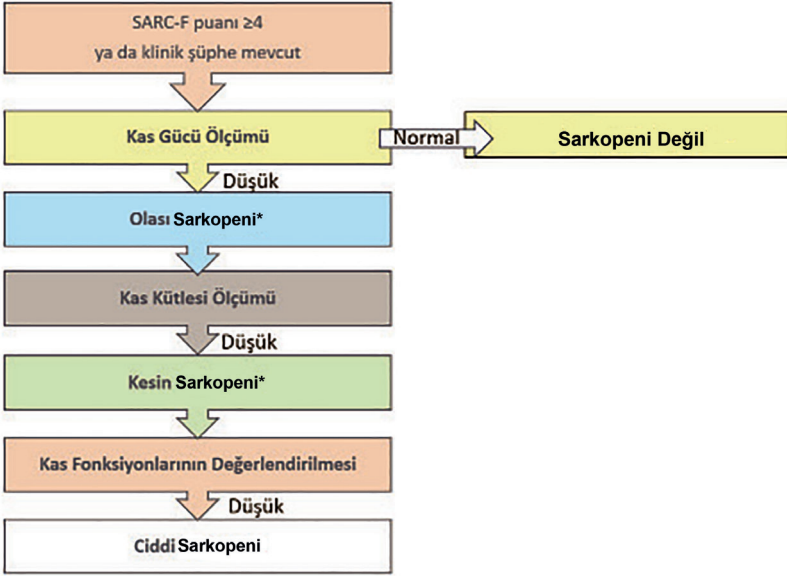 SARC-F puanı ≥4
ya da klinik şüphe mevcut
Kas Gücü Ölçümü
Normal
Sarkopeni Değil
Düşük
Olası Sarkopeni*
Kas Kütlesi Ölçümü
Düşük
Kesin Sarkopeni*
Kas Fonksiyonlarının Değerlendirilmesi
Düşük
Ciddi Sarkopeni